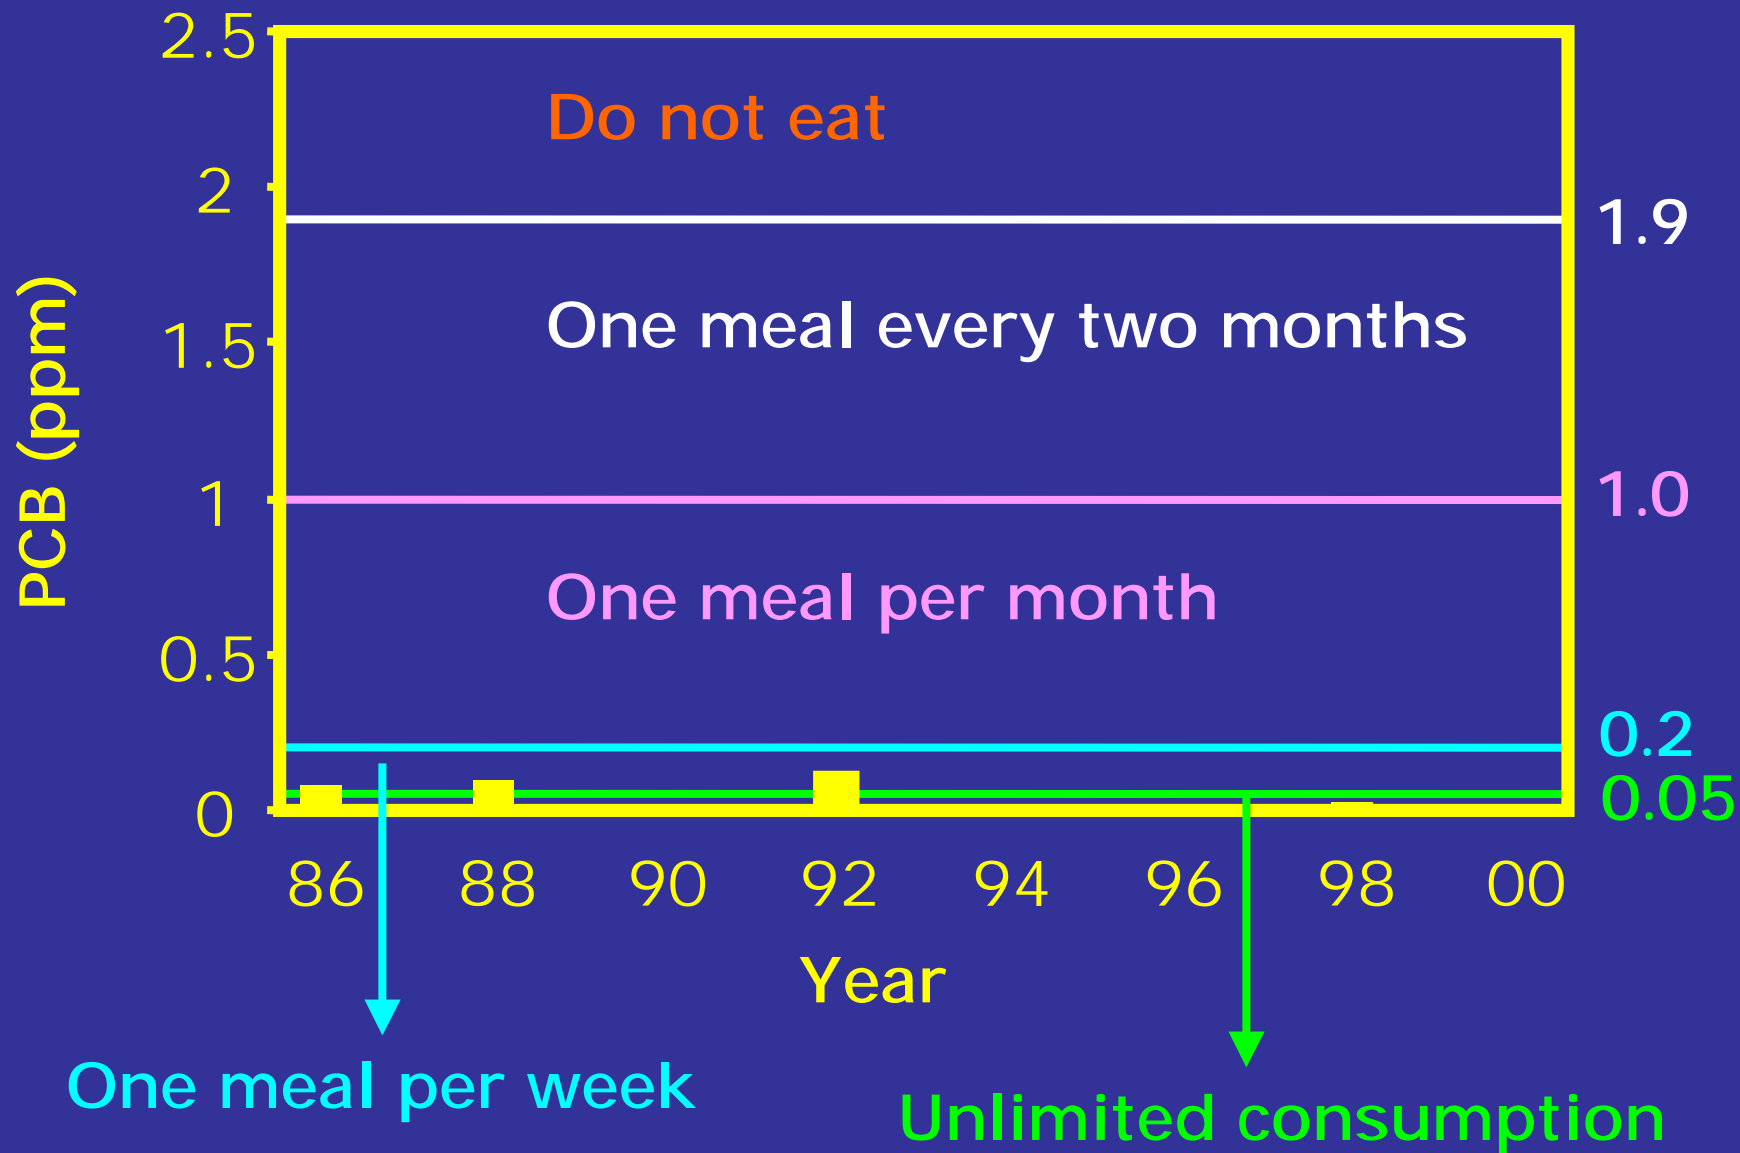 2.5
Do not eat
2
1.9
One meal every two months
1.5
PCB (ppm)
1
1.0
One meal per month
0.5
0.2
0.05
0
86 88 90 92 94 96 98 00
Year
One meal per week
Unlimited consumption